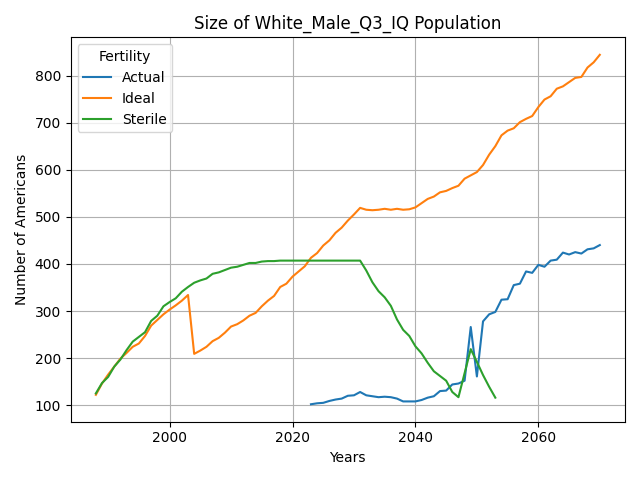 Size of White_Male_Q3_IQ Population
Fertility
Actual
Ideal
Sterile
Number of Americans
800
700
600
500
400
300
200
100
2000
2020
2040
2060
Years